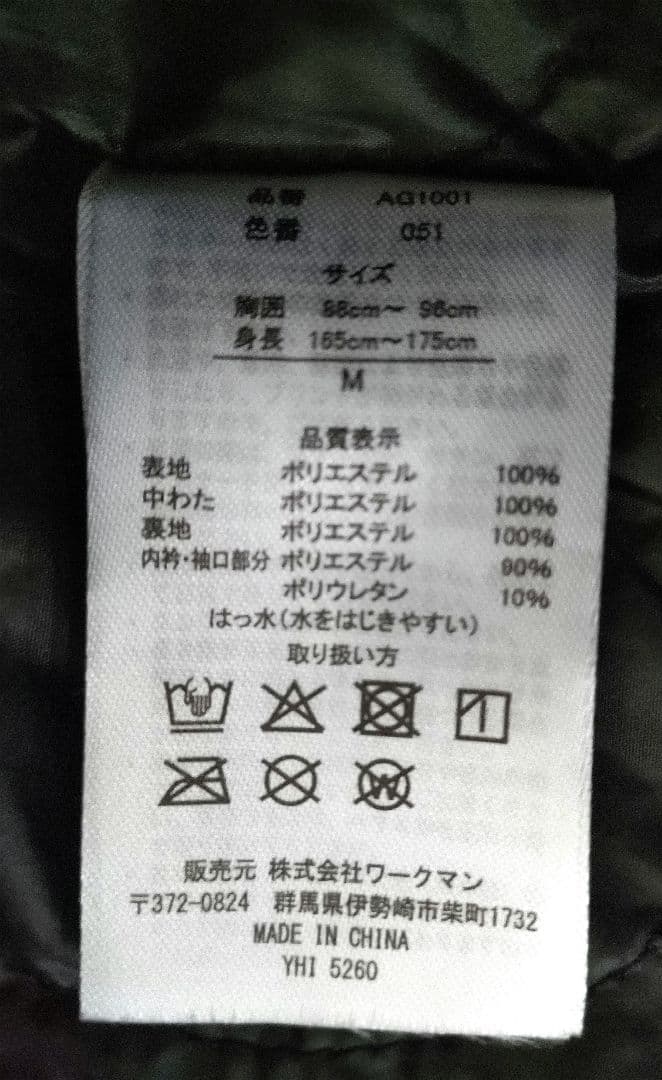 品番 AG1001
色番 051
サイズ
胸囲 88cm～ 96cm
身長 165cm～175cm
M
品質表示
表地 ポリエステル 100%
中わた ポリエステル 100%
裏地 ポリエステル 100%
内衿・袖口部分 ポリエステル 90%
ポリウレタン 10%
はっ水(水をはじきやすい)
取り扱い方
W
販売元 株式会社ワークマン
〒372-0824 群馬県伊勢崎市柴町1732
MADE IN CHINA
YHI 5260